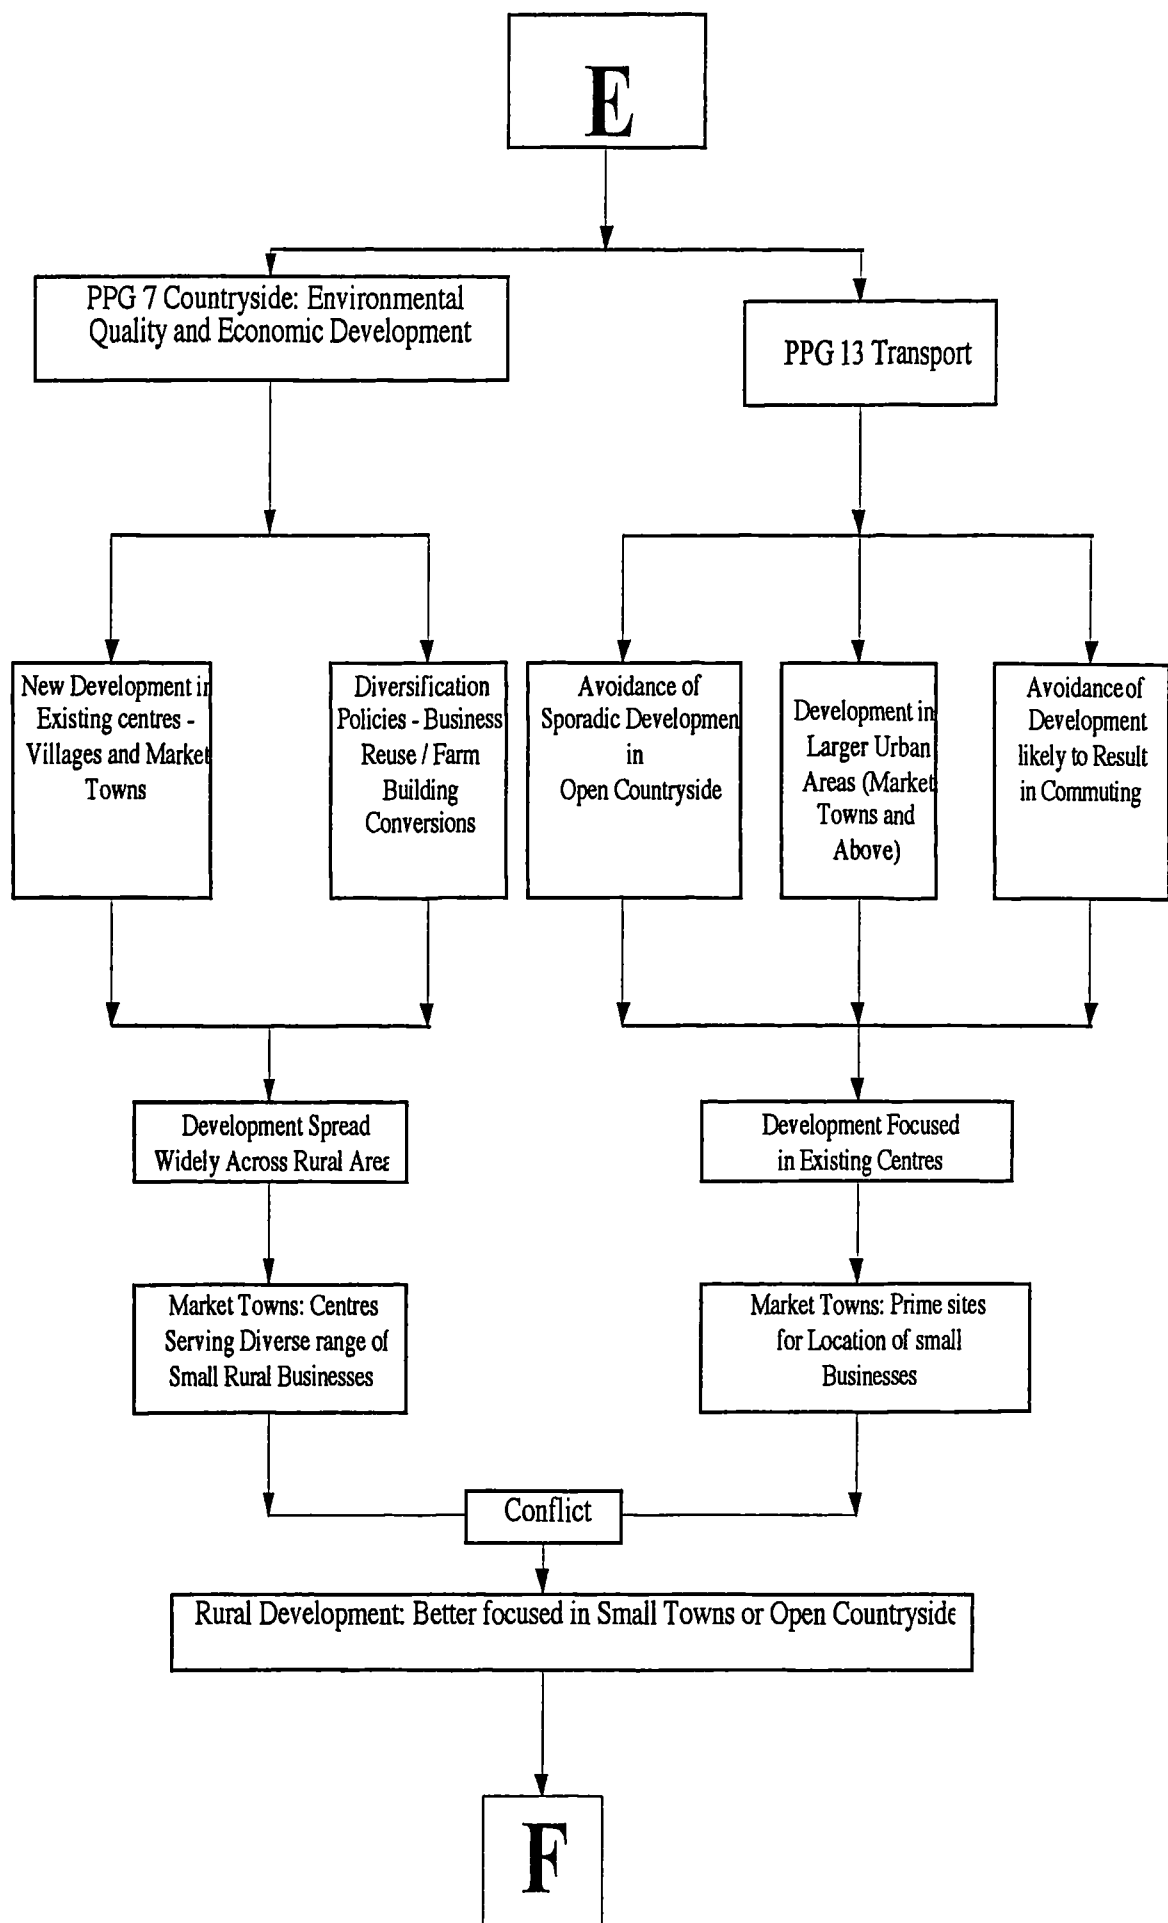 E
PPG 7 Countryside: Environmental
Quality and Economic Development
PPG 13 Transport
New Development in
Existing centres -
Villages and Market
Towns
Diversification
Policies - Business
Reuse / Farm
Building
Conversions
Avoidance of
Sporadic Developmen
in
Open Countryside
Development in
Larger Urban
Areas (Market
Towns and
Above)
Avoidance of
Development
likely to Result
in Commuting
Development Spread
Widely Across Rural Area
Development Focused
in Existing Centres
Market Towns: Centres
Serving Diverse range of
Small Rural Businesses
Market Towns: Prime sites
for Location of small
Businesses
Conflict
Rural Development: Better focused in Small Towns or Open Countryside
F